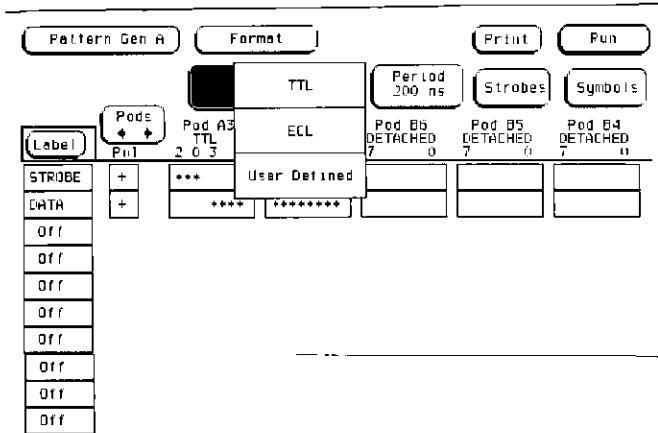 Pattern Gen A Format Print Run
TTL Period 200 ns Strobes Symbols
Pods Pod A3 ECL Pod B6 Pod B5 Pod B4
Label TTL DETACHED DETACHED DETACHED
Pol 2 0 3 7 0 7 0 7 0
STROBE + *** User Defined
DATA + **** ********
Off
Off
Off
Off
Off
Off
Off
Off